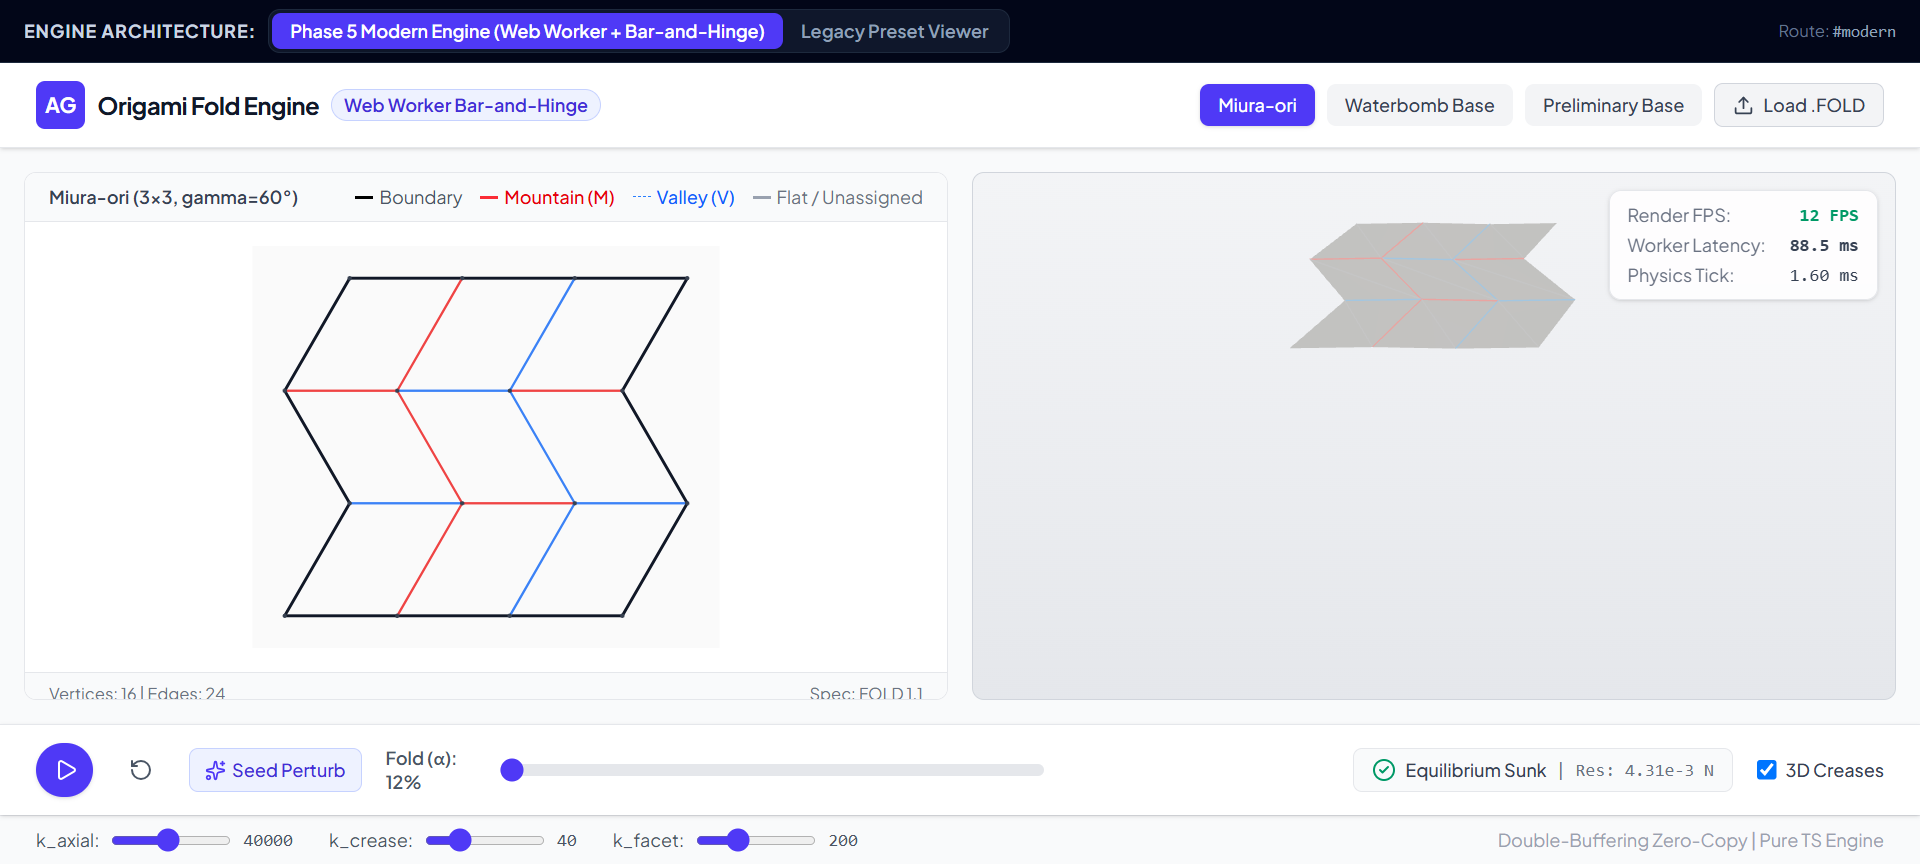 ENGINE ARCHITECTURE: Phase 5 Modern Engine (Web Worker + Bar-and-Hinge) Legacy Preset Viewer Route: #modern
AG Origami Fold Engine Web Worker Bar-and-Hinge Miura-ori Waterbomb Base Preliminary Base Load .FOLD
Miura-ori (3×3, gamma=60°) Boundary Mountain (M) Valley (V) Flat / Unassigned
Render FPS: 12 FPS
Worker Latency: 88.5 ms
Physics Tick: 1.60 ms
Vertices: 16 | Edges: 24 Spec: FOLD 1.1
Seed Perturb
Fold (α):
12%
Equilibrium Sunk | Res: 4.31e-3 N
3D Creases
k_axial: 40000 k_crease: 40 k_facet: 200 Double-Buffering Zero-Copy | Pure TS Engine